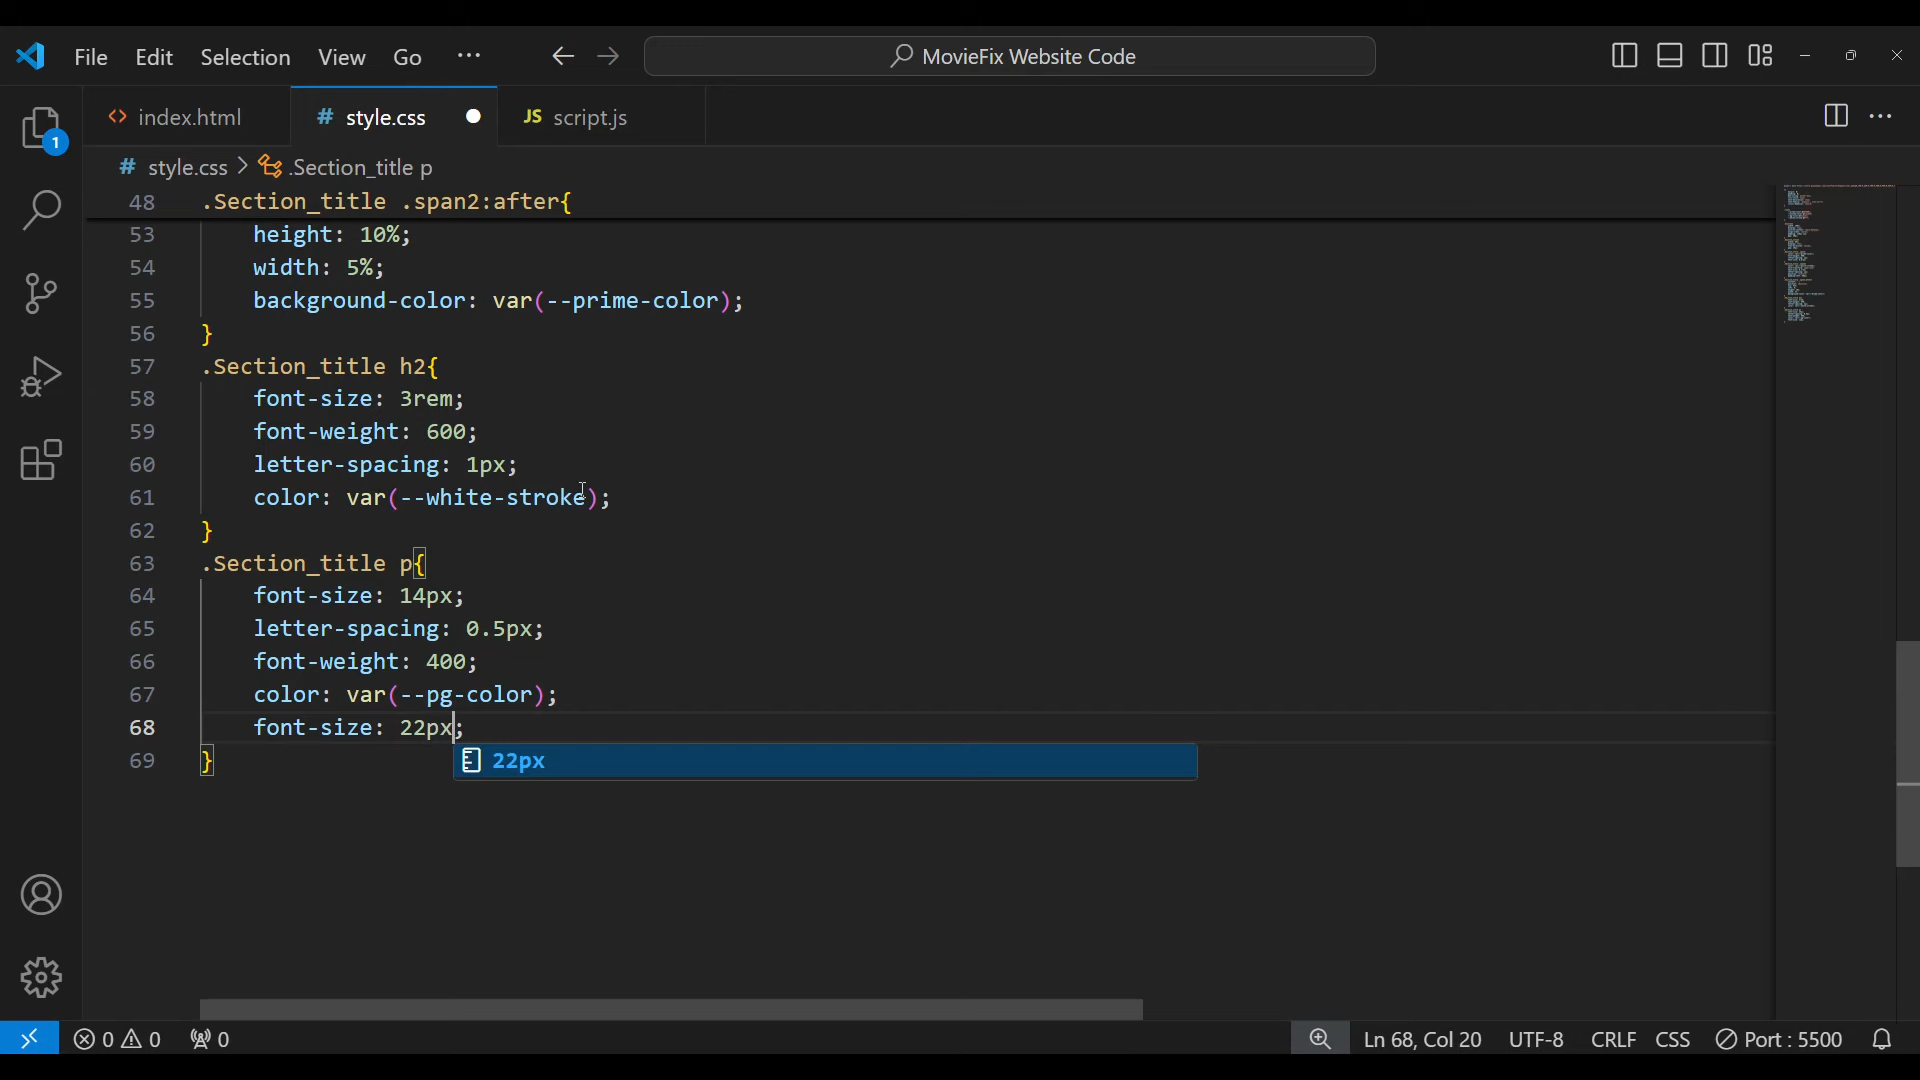 File Edit Selection View Go ··· MovieFix Website Code
1
index.html # style.css JS script.js
# style.css > .Section_title p
48 .Section_title .span2:after{
53 height: 10%;
54 width: 5%;
55 background-color: var(--prime-color);
56 }
57 .Section_title h2{
58 font-size: 3rem;
59 font-weight: 600;
60 letter-spacing: 1px;
61 color: var(--white-stroke);
62 }
63 .Section_title p{
64 font-size: 14px;
65 letter-spacing: 0.5px;
66 font-weight: 400;
67 color: var(--pg-color);
68 font-size: 22px;
69 }
22px
0 0 0 Ln 68, Col 20 UTF-8 CRLF CSS Port : 5500